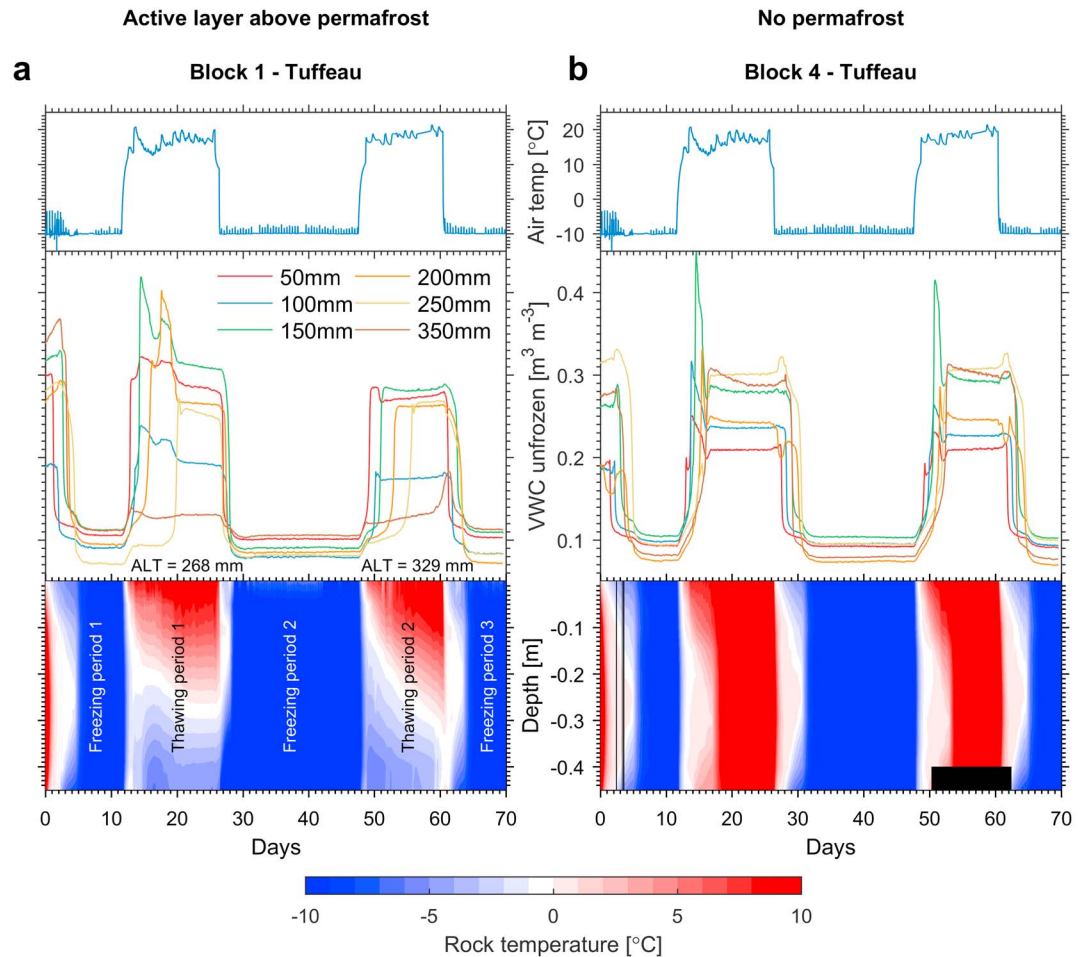 Active layer above permafrost
No permafrost
a
Block 1 - Tuffeau
b
Block 4 - Tuffeau
Air temp [°C]
20
10
0
-10
50mm
100mm
150mm
200mm
250mm
350mm
VWC unfrozen [m³ m⁻³]
0.4
0.3
0.2
0.1
ALT = 268 mm
ALT = 329 mm
Freezing period 1
Thawing period 1
Freezing period 2
Thawing period 2
Freezing period 3
Depth [m]
-0.1
-0.2
-0.3
-0.4
0 10 20 30 40 50 60 70
Days
0 10 20 30 40 50 60 70
Days
-10 -5 0 5 10
Rock temperature [°C]